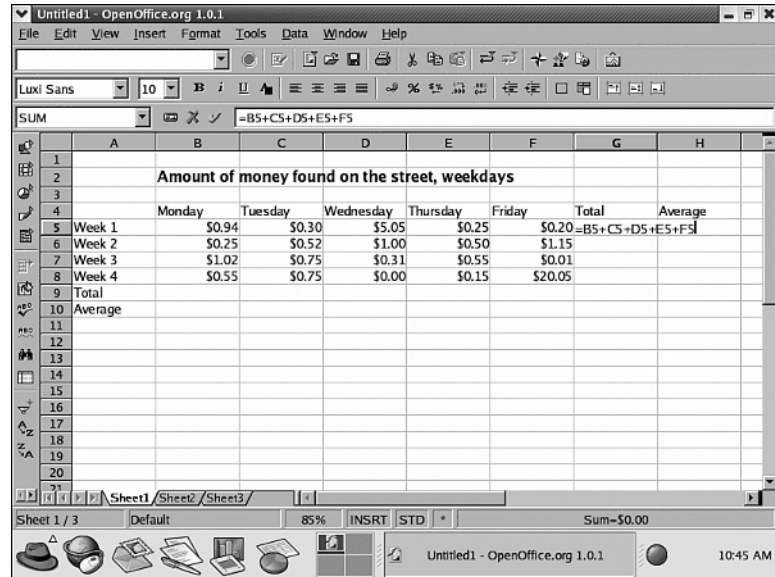 Untitled1 - OpenOffice.org 1.0.1
File Edit View Insert Format Tools Data Window Help
Luxi Sans 10 B i U A
SUM =B5+C5+D5+E5+F5
A B C D E F G H
1
2 Amount of money found on the street, weekdays
3
4 Monday Tuesday Wednesday Thursday Friday Total Average
5 Week 1 $0.94 $0.30 $5.05 $0.25 $0.20 =B5+C5+D5+E5+F5
6 Week 2 $0.25 $0.52 $1.00 $0.50 $1.15
7 Week 3 $1.02 $0.75 $0.31 $0.55 $0.01
8 Week 4 $0.55 $0.75 $0.00 $0.15 $20.05
9 Total
10 Average
11
12
13
14
15
16
17
18
19
20
21
Sheet1 Sheet2 Sheet3
Sheet 1 / 3 Default 85% INSRT STD * Sum=$0.00
Untitled1 - OpenOffice.org 1.0.1 10:45 AM